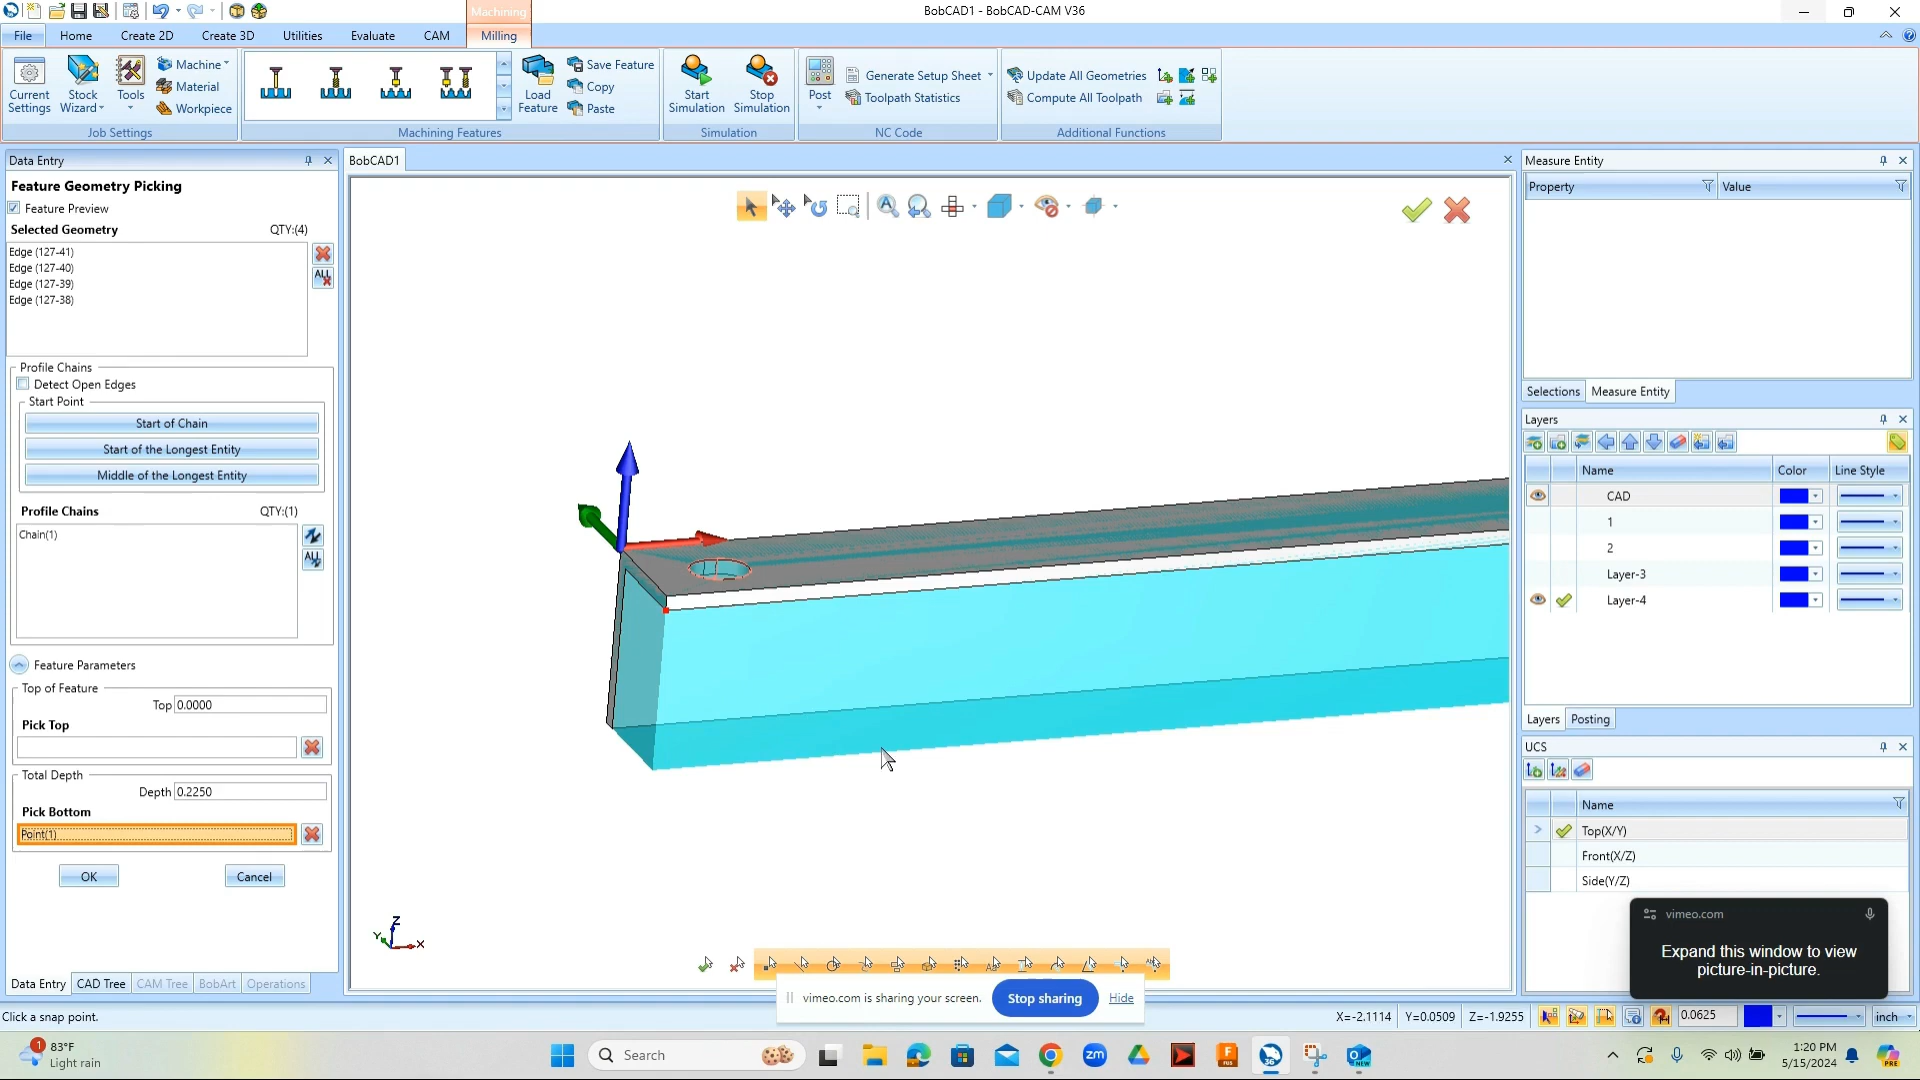 Machining
BobCAD1 - BobCAD-CAM V36
File Home Create 2D Create 3D Utilities Evaluate CAM Milling
Current Settings
Stock Wizard
Tools
Machine
Material
Workpiece
Job Settings
Load Feature
Save Feature
Copy
Paste
Machining Features
Start Simulation
Stop Simulation
Simulation
Post
Generate Setup Sheet
Toolpath Statistics
NC Code
Update All Geometries
Compute All Toolpath
Additional Functions
Data Entry
Feature Geometry Picking
Feature Preview
Selected Geometry QTY:(4)
Edge (127-41)
Edge (127-40)
Edge (127-39)
Edge (127-38)
ALL
Profile Chains
Detect Open Edges
Start Point
Start of Chain
Start of the Longest Entity
Middle of the Longest Entity
Profile Chains QTY:(1)
Chain(1)
ALL
Feature Parameters
Top of Feature
Top 0.0000
Pick Top
Total Depth
Depth 0.2250
Pick Bottom
Point(1)
OK Cancel
Data Entry CAD Tree CAM Tree BobArt Operations
BobCAD1
Z
Y
X
vimeo.com is sharing your screen. Stop sharing Hide
Measure Entity
Property Value
Selections Measure Entity
Layers
Name Color Line Style
CAD
1
2
Layer-3
Layer-4
Layers Posting
UCS
Name
Top(X/Y)
Front(X/Z)
Side(Y/Z)
vimeo.com
Expand this window to view
picture-in-picture.
Click a snap point. X=-2.1114 Y=0.0509 Z=-1.9255 0.0625 inch
1
83°F
Light rain
Search
zm
FUS
36
NEW
1:20 PM
5/15/2024
PRE